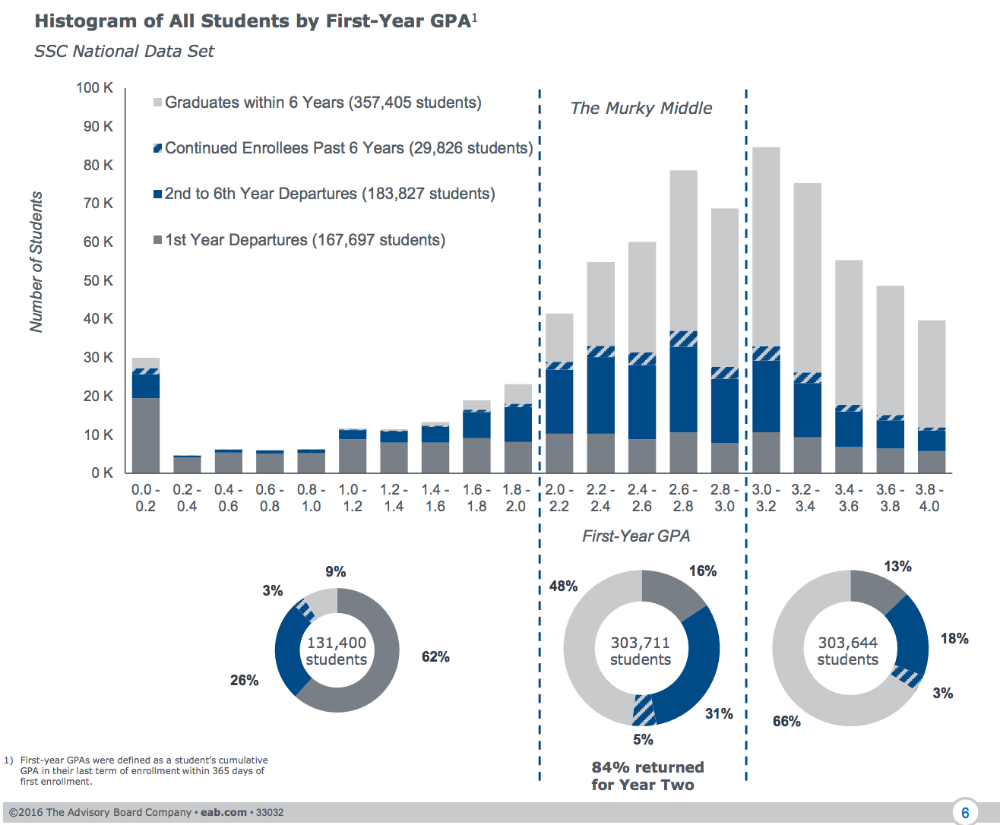 Histogram of All Students by First-Year GPA1
SSC National Data Set
100 K
90 K
80 K
70 K
60 K
50 K
40 K
30 K
20 K
10 K
0 K
Number of Students
Graduates within 6 Years (357,405 students)
Continued Enrollees Past 6 Years (29,826 students)
2nd to 6th Year Departures (183,827 students)
1st Year Departures (167,697 students)
The Murky Middle
0.0 - 0.2 - 0.4 - 0.6 - 0.8 - 1.0 - 1.2 - 1.4 - 1.6 - 1.8 - 2.0 - 2.2 - 2.4 - 2.6 - 2.8 - 3.0 - 3.2 - 3.4 - 3.6 - 3.8 -
0.2 0.4 0.6 0.8 1.0 1.2 1.4 1.6 1.8 2.0 2.2 2.4 2.6 2.8 3.0 3.2 3.4 3.6 3.8 4.0
First-Year GPA
9%
3%
131,400
students
62%
26%
48%
16%
303,711
students
31%
5%
84% returned
for Year Two
13%
303,644
students
18%
3%
66%
1) First-year GPAs were defined as a student's cumulative
GPA in their last term of enrollment within 365 days of
first enrollment.
©2016 The Advisory Board Company • eab.com • 33032
6